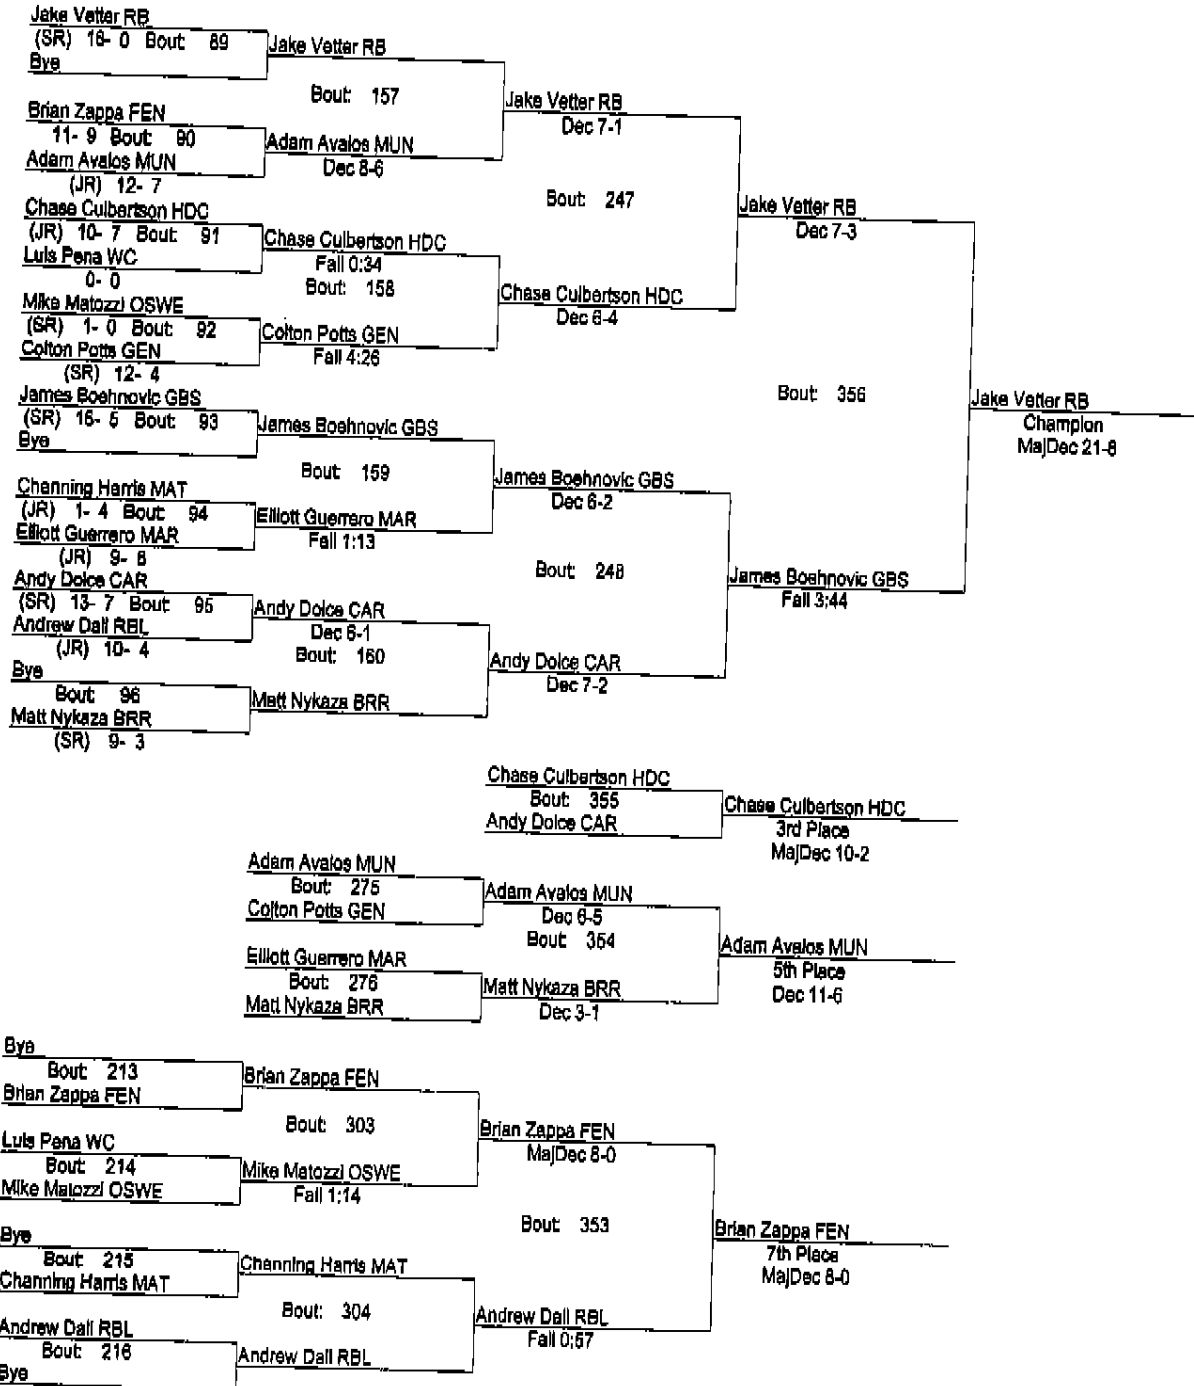 Jake Vetter RB
(SR) 16- 0 Bout: 89
Bye
Jake Vetter RB
Bout: 157
Brian Zappa FEN
11- 9 Bout: 90
Adam Avalos MUN
(JR) 12- 7
Adam Avalos MUN
Dec 8-6
Jake Vetter RB
Dec 7-1
Bout: 247
Chase Culbertson HDC
(JR) 10- 7 Bout: 91
Luis Pena WC
0- 0
Chase Culbertson HDC
Fall 0:34
Bout: 158
Mike Matozzi OSWE
(SR) 1- 0 Bout: 92
Colton Potts GEN
(SR) 12- 4
Colton Potts GEN
Fall 4:26
Chase Culbertson HDC
Dec 6-4
Jake Vetter RB
Dec 7-3
Bout: 356
James Boehnovic GBS
(SR) 16- 5 Bout: 93
Bye
James Boehnovic GBS
Bout: 159
Channing Harris MAT
(JR) 1- 4 Bout: 94
Elliott Guerrero MAR
(JR) 9- 6
Elliott Guerrero MAR
Fall 1:13
James Boehnovic GBS
Dec 6-2
Bout: 248
Andy Dolce CAR
(SR) 13- 7 Bout: 95
Andrew Dall RBL
(JR) 10- 4
Andy Dolce CAR
Dec 6-1
Bout: 160
Bye
Bout: 96
Matt Nykaza BRR
(SR) 9- 3
Matt Nykaza BRR
Andy Dolce CAR
Dec 7-2
James Boehnovic GBS
Fall 3:44
Jake Vetter RB
Champion
MajDec 21-8
Chase Culbertson HDC
Bout: 355
Andy Dolce CAR
Chase Culbertson HDC
3rd Place
MajDec 10-2
Adam Avalos MUN
Bout: 275
Colton Potts GEN
Adam Avalos MUN
Dec 6-5
Bout: 354
Elliott Guerrero MAR
Bout: 276
Matt Nykaza BRR
Matt Nykaza BRR
Dec 3-1
Adam Avalos MUN
5th Place
Dec 11-6
Bye
Bout: 213
Brian Zappa FEN
Brian Zappa FEN
Bout: 303
Luis Pena WC
Bout: 214
Mike Matozzi OSWE
Mike Matozzi OSWE
Fall 1:14
Brian Zappa FEN
MajDec 8-0
Bout: 353
Bye
Bout: 215
Channing Harris MAT
Channing Harris MAT
Bout: 304
Andrew Dall RBL
Bout: 216
Bye
Andrew Dall RBL
Andrew Dall RBL
Fall 0:57
Brian Zappa FEN
7th Place
MajDec 8-0